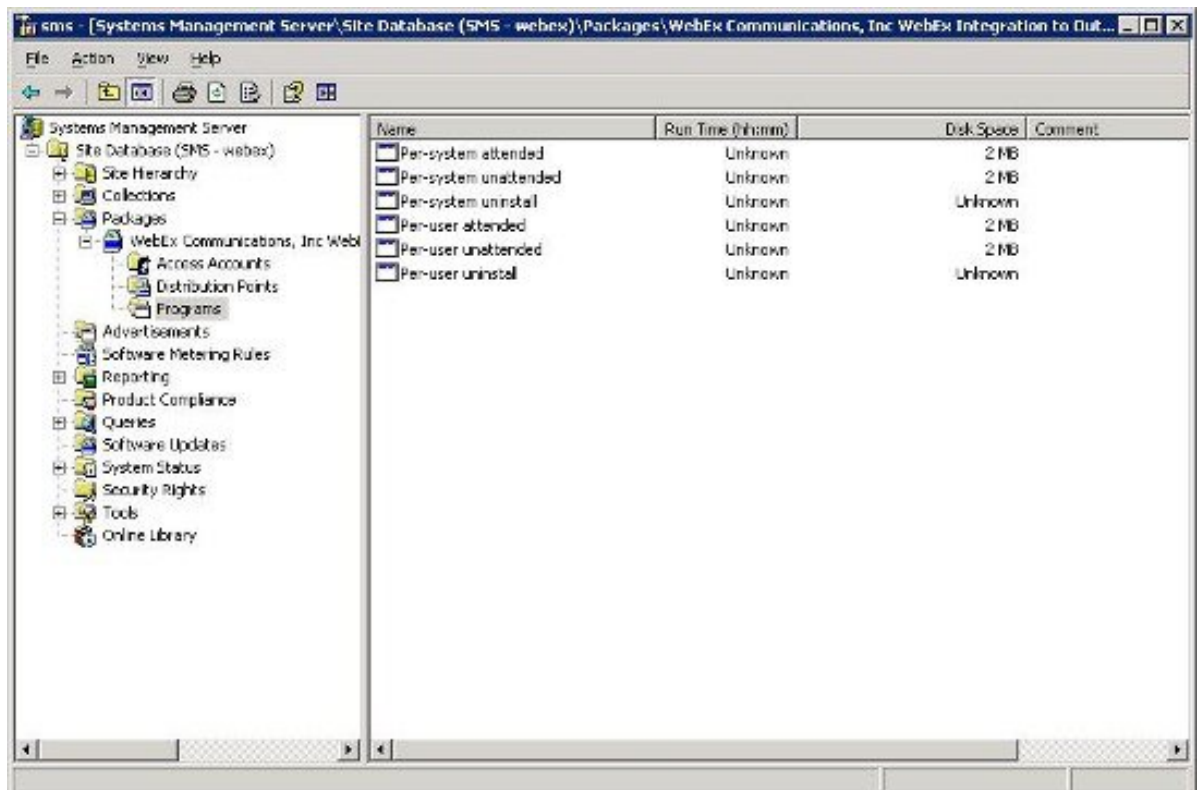 sms - [Systems Management Server\Site Database (SMS - webex)\Packages\WebEx Communications, Inc WebEx Integration to Out...
File Action View Help
Systems Management Server
Site Database (SMS - webex)
Site Hierarchy
Collections
Packages
WebEx Communications, Inc WebE
Access Accounts
Distribution Points
Programs
Advertisements
Software Metering Rules
Reporting
Product Compliance
Queries
Software Updates
System Status
Security Rights
Tools
Online Library
Name Run Time (hh:mm) Disk Space Comment
Per-system attended Unknown 2 MB
Per-system unattended Unknown 2 MB
Per-system uninstall Unknown Unknown
Per-user attended Unknown 2 MB
Per-user unattended Unknown 2 MB
Per-user uninstall Unknown Unknown